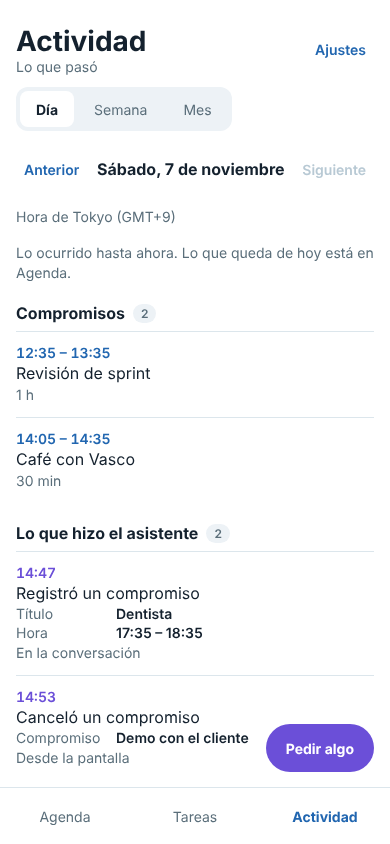 Actividad
Ajustes
Lo que pasó
Día Semana Mes
Anterior Sábado, 7 de noviembre Siguiente
Hora de Tokyo (GMT+9)
Lo ocurrido hasta ahora. Lo que queda de hoy está en
Agenda.
Compromisos 2
12:35 – 13:35
Revisión de sprint
1 h
14:05 – 14:35
Café con Vasco
30 min
Lo que hizo el asistente 2
14:47
Registró un compromiso
Título Dentista
Hora 17:35 – 18:35
En la conversación
14:53
Canceló un compromiso
Compromiso Demo con el cliente
Desde la pantalla
Pedir algo
Agenda Tareas Actividad